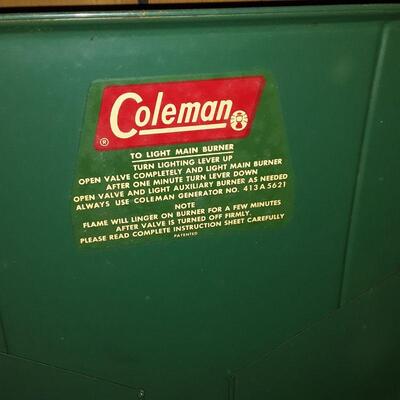 Coleman
®
TO LIGHT MAIN BURNER
TURN LIGHTING LEVER UP
OPEN VALVE COMPLETELY AND LIGHT MAIN BURNER
AFTER ONE MINUTE TURN LEVER DOWN
OPEN VALVE AND LIGHT AUXILIARY BURNER AS NEEDED
ALWAYS USE COLEMAN GENERATOR NO. 413A5621
NOTE
FLAME WILL LINGER ON BURNER FOR A FEW MINUTES
AFTER VALVE IS TURNED OFF FIRMLY.
PLEASE READ COMPLETE INSTRUCTION SHEET CAREFULLY
PATENTED